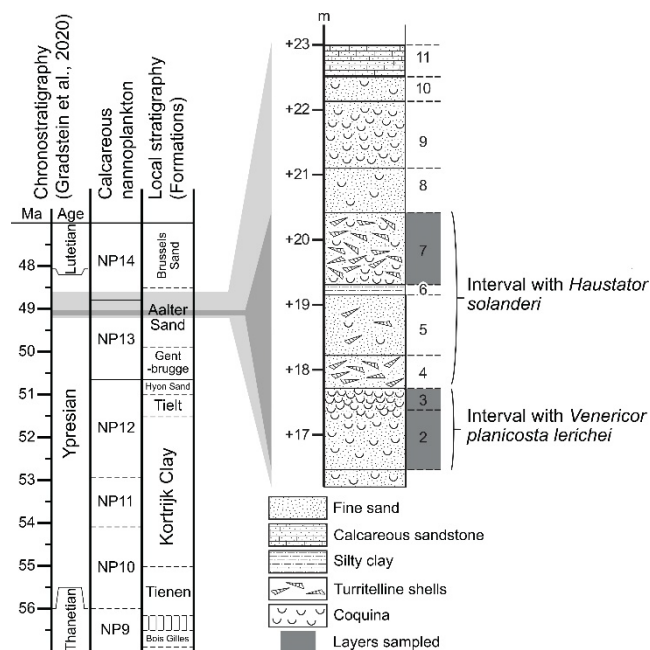 Chronostratigraphy
(Gradstein et al., 2020)
Calcareous
nannoplankton
Local stratigraphy
(Formations)
Ma
Age
48
49
50
51
52
53
54
55
56
Lutetian
Ypresian
Thanetian
NP14
NP13
NP12
NP11
NP10
NP9
Brussels
Sand
Aalter
Sand
Gent
-brugge
Hyon Sand
Tielt
Kortrijk Clay
Tienen
Bois Gilles
m
+23
+22
+21
+20
+19
+18
+17
11
10
9
8
7
6
5
4
3
2
Interval with Haustator
solanderi
Interval with Venericor
planicosta lerichei
Fine sand
Calcareous sandstone
Silty clay
Turritelline shells
Coquina
Layers sampled